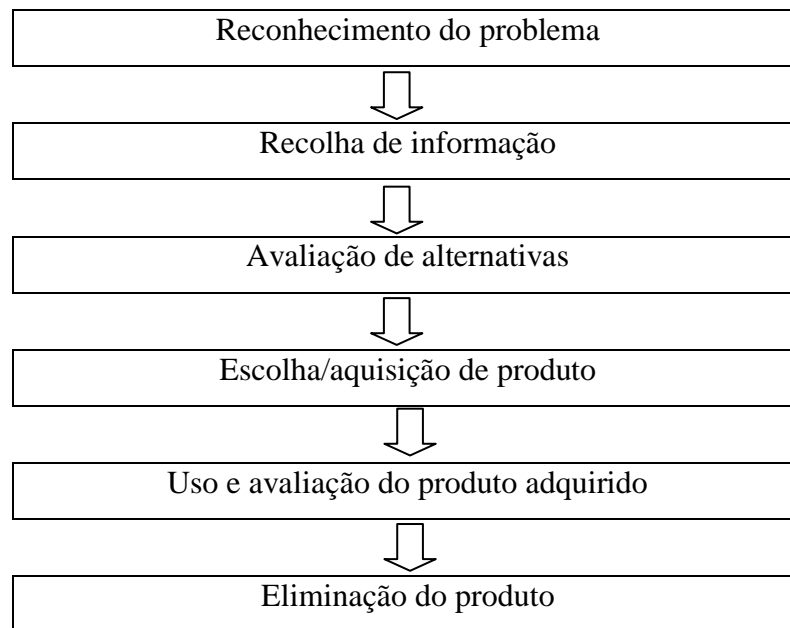 Reconhecimento do problema
Recolha de informação
Avaliação de alternativas
Escolha/aquisição de produto
Uso e avaliação do produto adquirido
Eliminação do produto